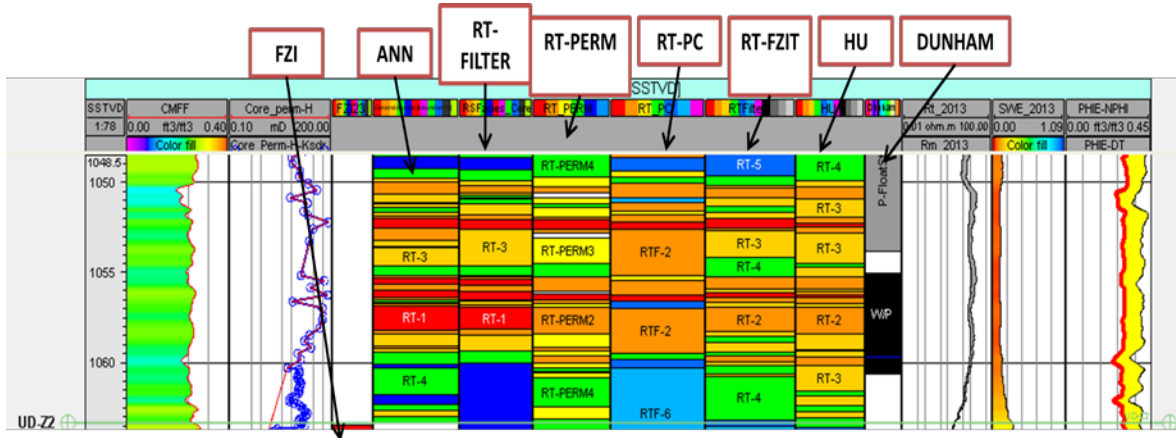 FZI
ANN
RT-
FILTER
RT-PERM
RT-PC
RT-FZIT
HU
DUNHAM
SSTVD)
SSTVD CMFF Core_perm-H FZI23 RT_PERM RT_PC RTFilter HU Rt_2013 SWE_2013 PHIE-NPHI
1:78 0.00 ft3/ft3 0.40 0.10 mD 200.00 0.01 ohm.m 100.00 0.00 1.09 0.00 ft3/ft3 0.45
Color fill Core Perm-H-Ksdr Rm_2013 Color fill PHIE-DT
1048.5
1050
1055
1060
RT-3
RT-1
RT-4
RT-3
RT-1
RT-PERM4
RT-PERM3
RT-PERM2
RT-PERM4
RTF-2
RTF-2
RTF-6
RT-5
RT-3
RT-4
RT-2
RT-4
RT-4
RT-3
RT-3
RT-2
RT-3
P-FloatS
W/P
UD-Z2